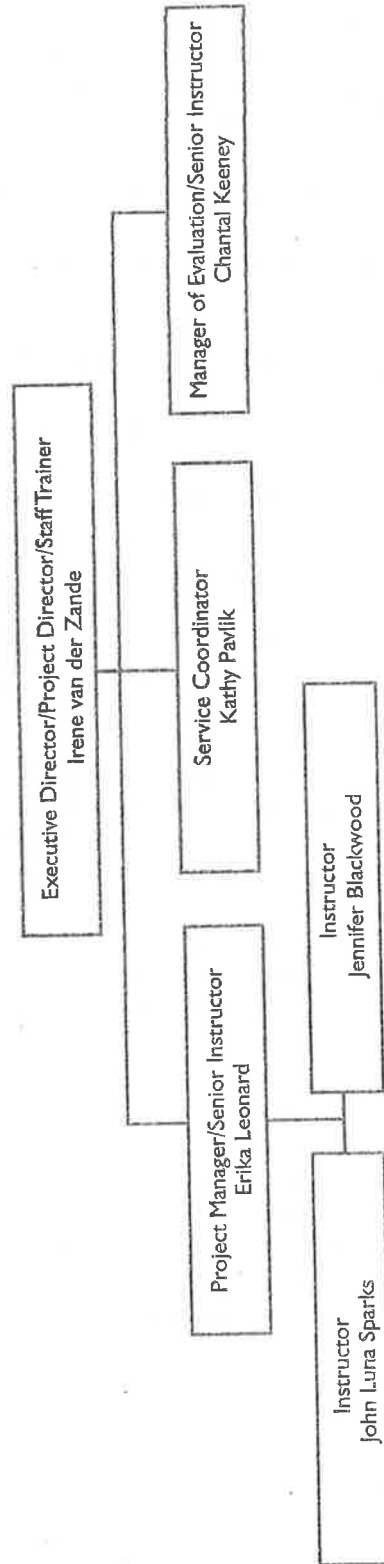 Executive Director/Project Director/Staff Trainer
Irene van der Zande
Project Manager/Senior Instructor
Erika Leonard
Service Coordinator
Kathy Pavlik
Manager of Evaluation/Senior Instructor
Chantal Keeney
Instructor
John Luna Sparks
Instructor
Jennifer Blackwood